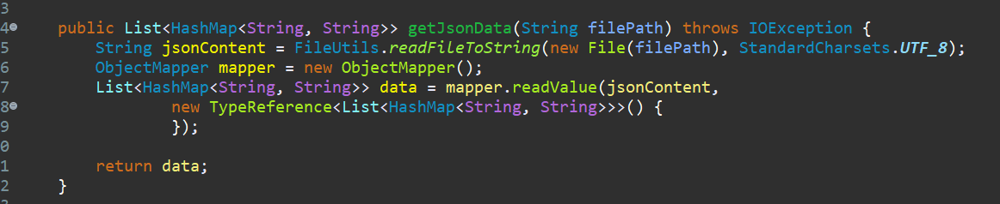 3
4 public List<HashMap<String, String>> getJsonData(String filePath) throws IOException {
5 String jsonContent = FileUtils.readFileToString(new File(filePath), StandardCharsets.UTF_8);
6 ObjectMapper mapper = new ObjectMapper();
7 List<HashMap<String, String>> data = mapper.readValue(jsonContent,
8 new TypeReference<List<HashMap<String, String>>>() {
9 });
0
1 return data;
2 }